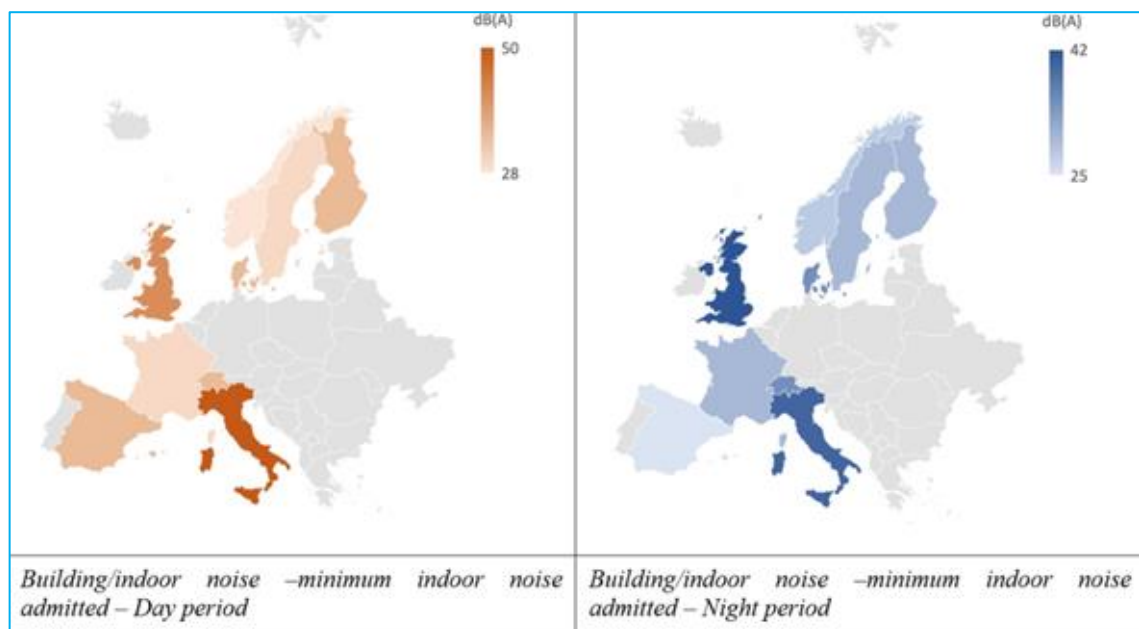 dB(A)
50
28
dB(A)
42
25
Building/indoor noise –minimum indoor noise
admitted – Day period
Building/indoor noise –minimum indoor noise
admitted – Night period